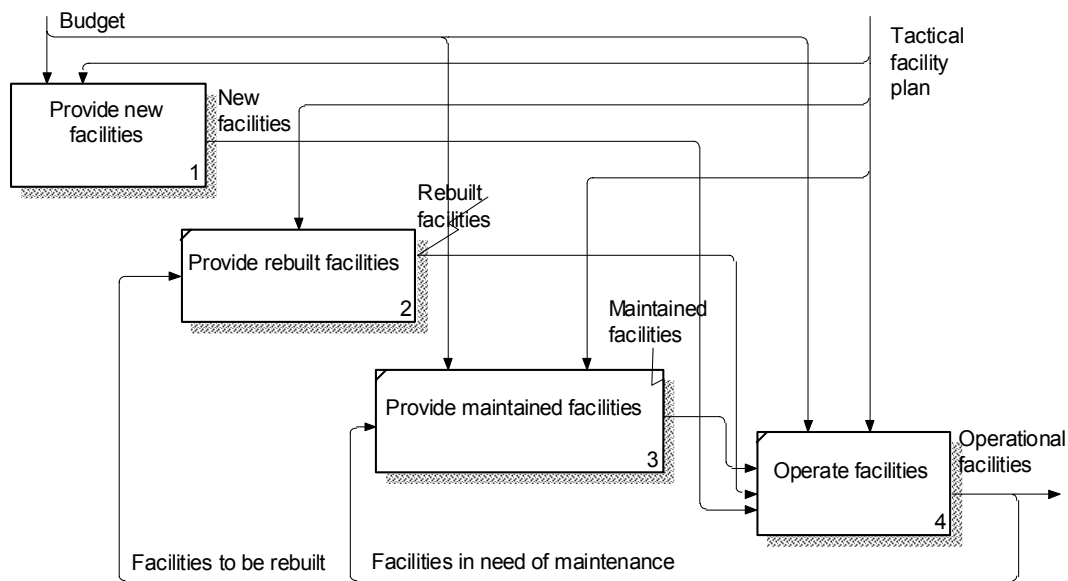 Budget
Tactical
facility
plan
Provide new
facilities
1
New
facilities
Rebuilt
facilities
Provide rebuilt facilities
2
Maintained
facilities
Provide maintained facilities
3
Operate facilities
4
Operational
facilities
Facilities to be rebuilt
Facilities in need of maintenance